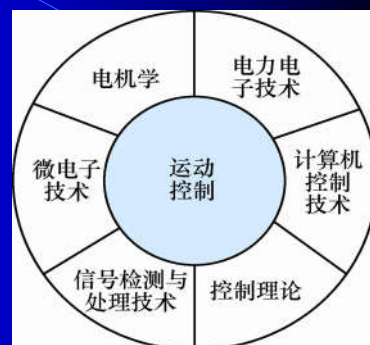 电机学
电力电
子技术
微电子
技术
运动
控制
计算机
控制
技术
信号检测与
处理技术
控制理论